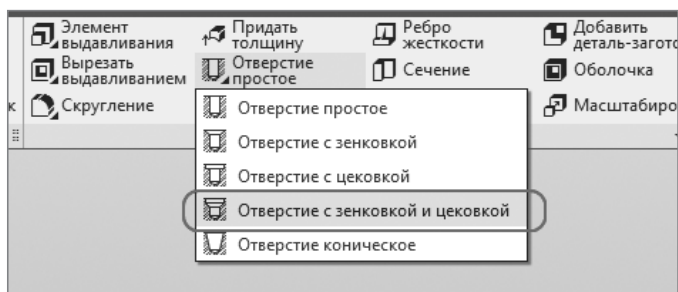 Элемент выдавливания
Придать толщину
Ребро жесткости
Добавить деталь-загото
Вырезать выдавливанием
Отверстие простое
Сечение
Оболочка
к
Скругление
Масштабиро
Отверстие простое
Отверстие с зенковкой
Отверстие с цековкой
Отверстие с зенковкой и цековкой
Отверстие коническое